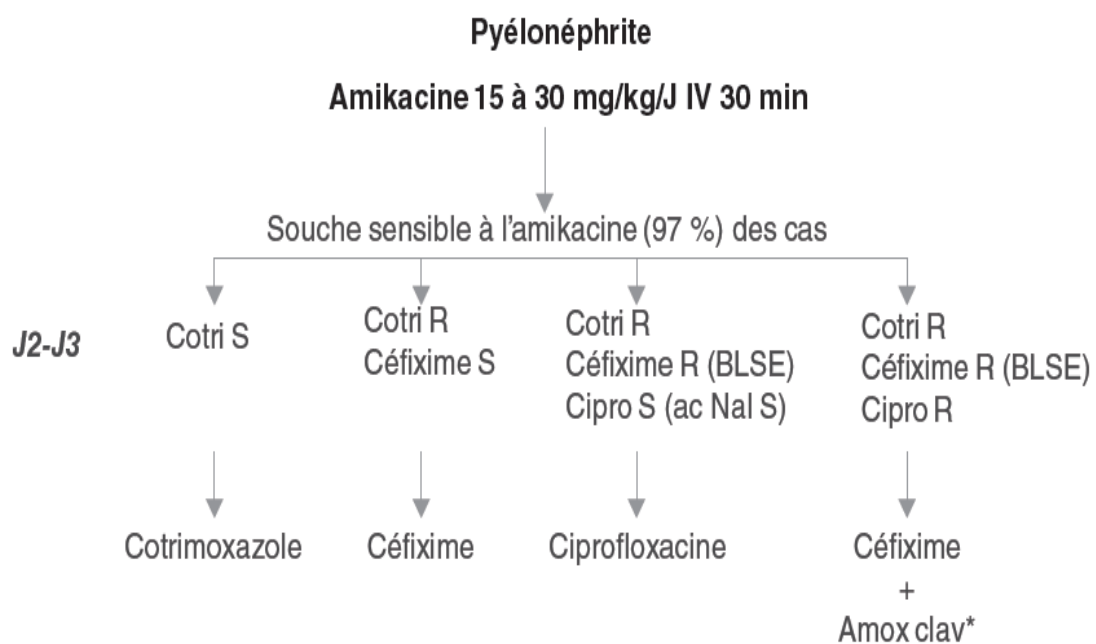 Pyélonéphrite
Amikacine 15 à 30 mg/kg/J IV 30 min
Souche sensible à l'amikacine (97 %) des cas
J2-J3
Cotri S
Cotri R
Céfixime S
Cotri R
Céfixime R (BLSE)
Cipro S (ac Nal S)
Cotri R
Céfixime R (BLSE)
Cipro R
Cotrimoxazole
Céfixime
Ciprofloxacine
Céfixime
+
Amox clav*